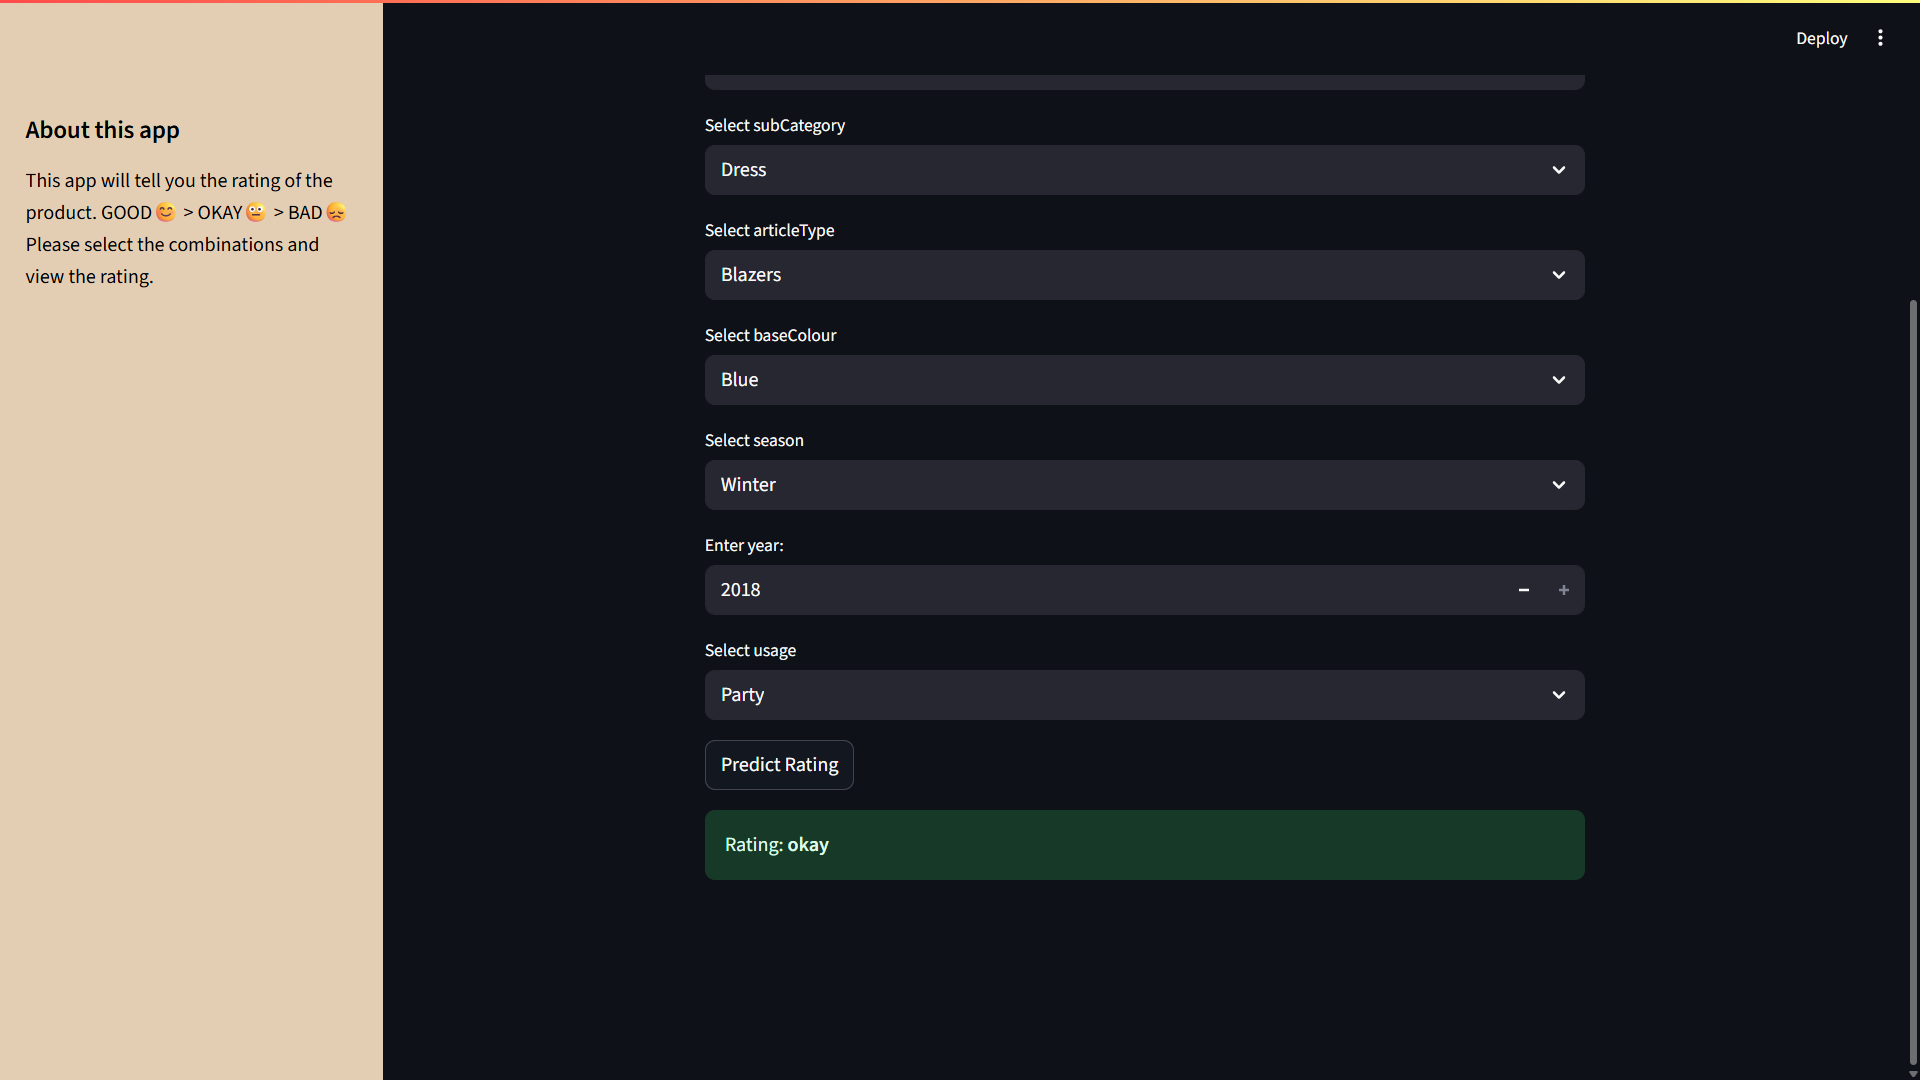 Deploy
About this app
This app will tell you the rating of the
product. GOOD😊 > OKAY😐 > BAD😞
Please select the combinations and
view the rating.
Select subCategory
Dress
Select articleType
Blazers
Select baseColour
Blue
Select season
Winter
Enter year:
2018
Select usage
Party
Predict Rating
Rating: okay